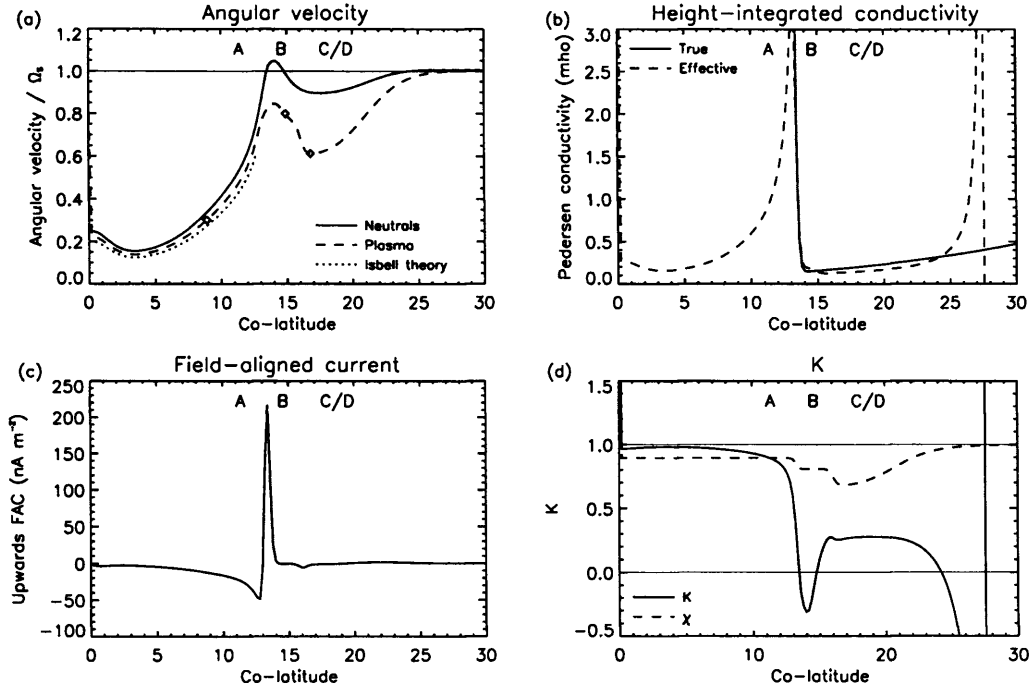 (a) Angular velocity
1.2
1.0
0.8
0.6
0.4
0.2
0.0
Angular velocity / Ωs
A B C/D
Neutrals
Plasma
Isbell theory
0 5 10 15 20 25 30
Co-latitude
(b) Height-integrated conductivity
3.0
2.5
2.0
1.5
1.0
0.5
0.0
Pedersen conductivity (mho)
True
Effective
A B C/D
0 5 10 15 20 25 30
Co-latitude
(c) Field-aligned current
250
200
150
100
50
0
-50
-100
Upwards FAC (nA m⁻²)
A B C/D
0 5 10 15 20 25 30
Co-latitude
(d) K
1.5
1.0
0.5
0.0
-0.5
K
A B C/D
K
χ
0 5 10 15 20 25 30
Co-latitude